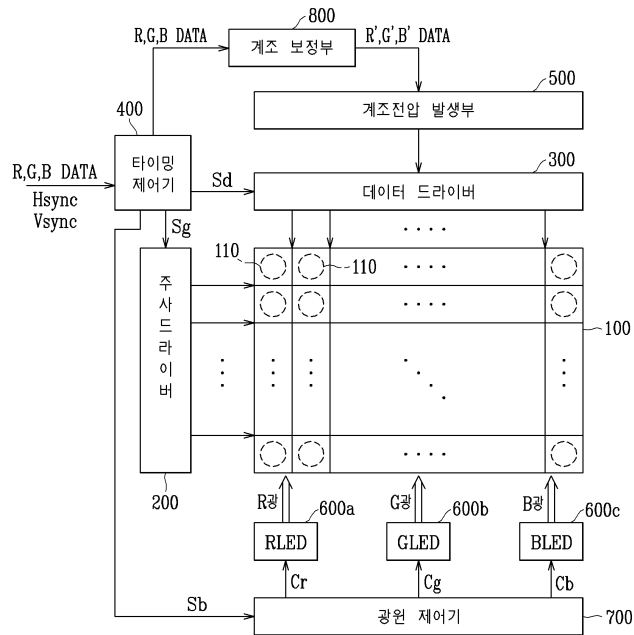 800
R,G,B DATA
계조 보정부
R',G',B' DATA
500
계조전압 발생부
400
타이밍
제어기
R,G,B DATA
Hsync
Vsync
Sd
300
데이터 드라이버
Sg
110
110
주사드라이버
100
200
R광
G광
B광
600a
600b
600c
RLED
GLED
BLED
Cr
Cg
Cb
Sb
광원 제어기
700